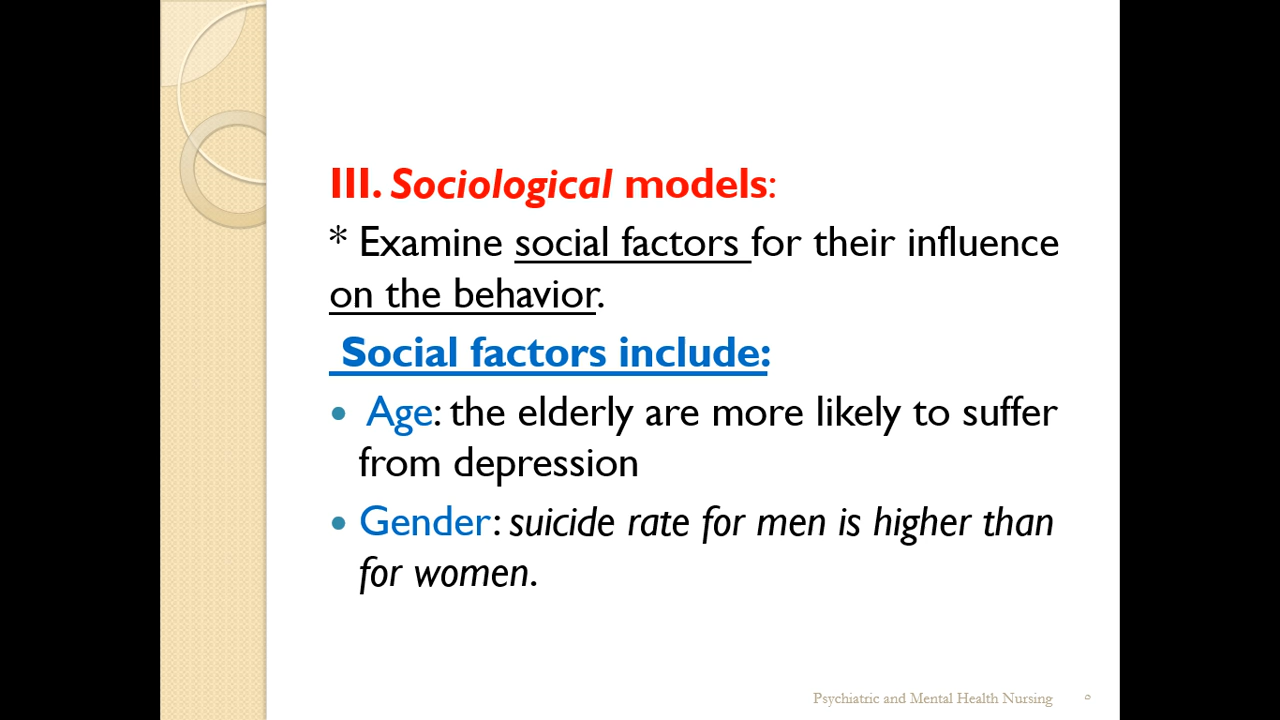 III. Sociological models:
* Examine social factors for their influence
on the behavior.
Social factors include:
• Age: the elderly are more likely to suffer
from depression
• Gender: suicide rate for men is higher than
for women.
Psychiatric and Mental Health Nursing ٥